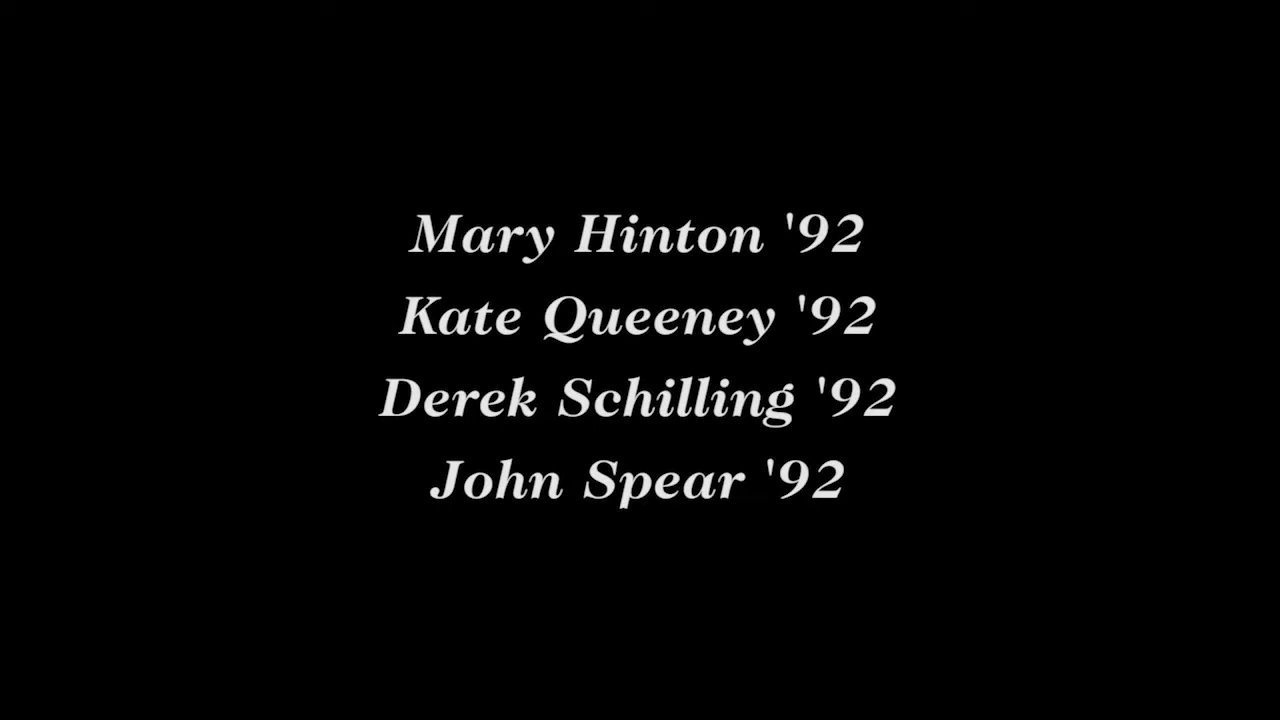 Mary Hinton '92
Kate Queeney '92
Derek Schilling '92
John Spear '92